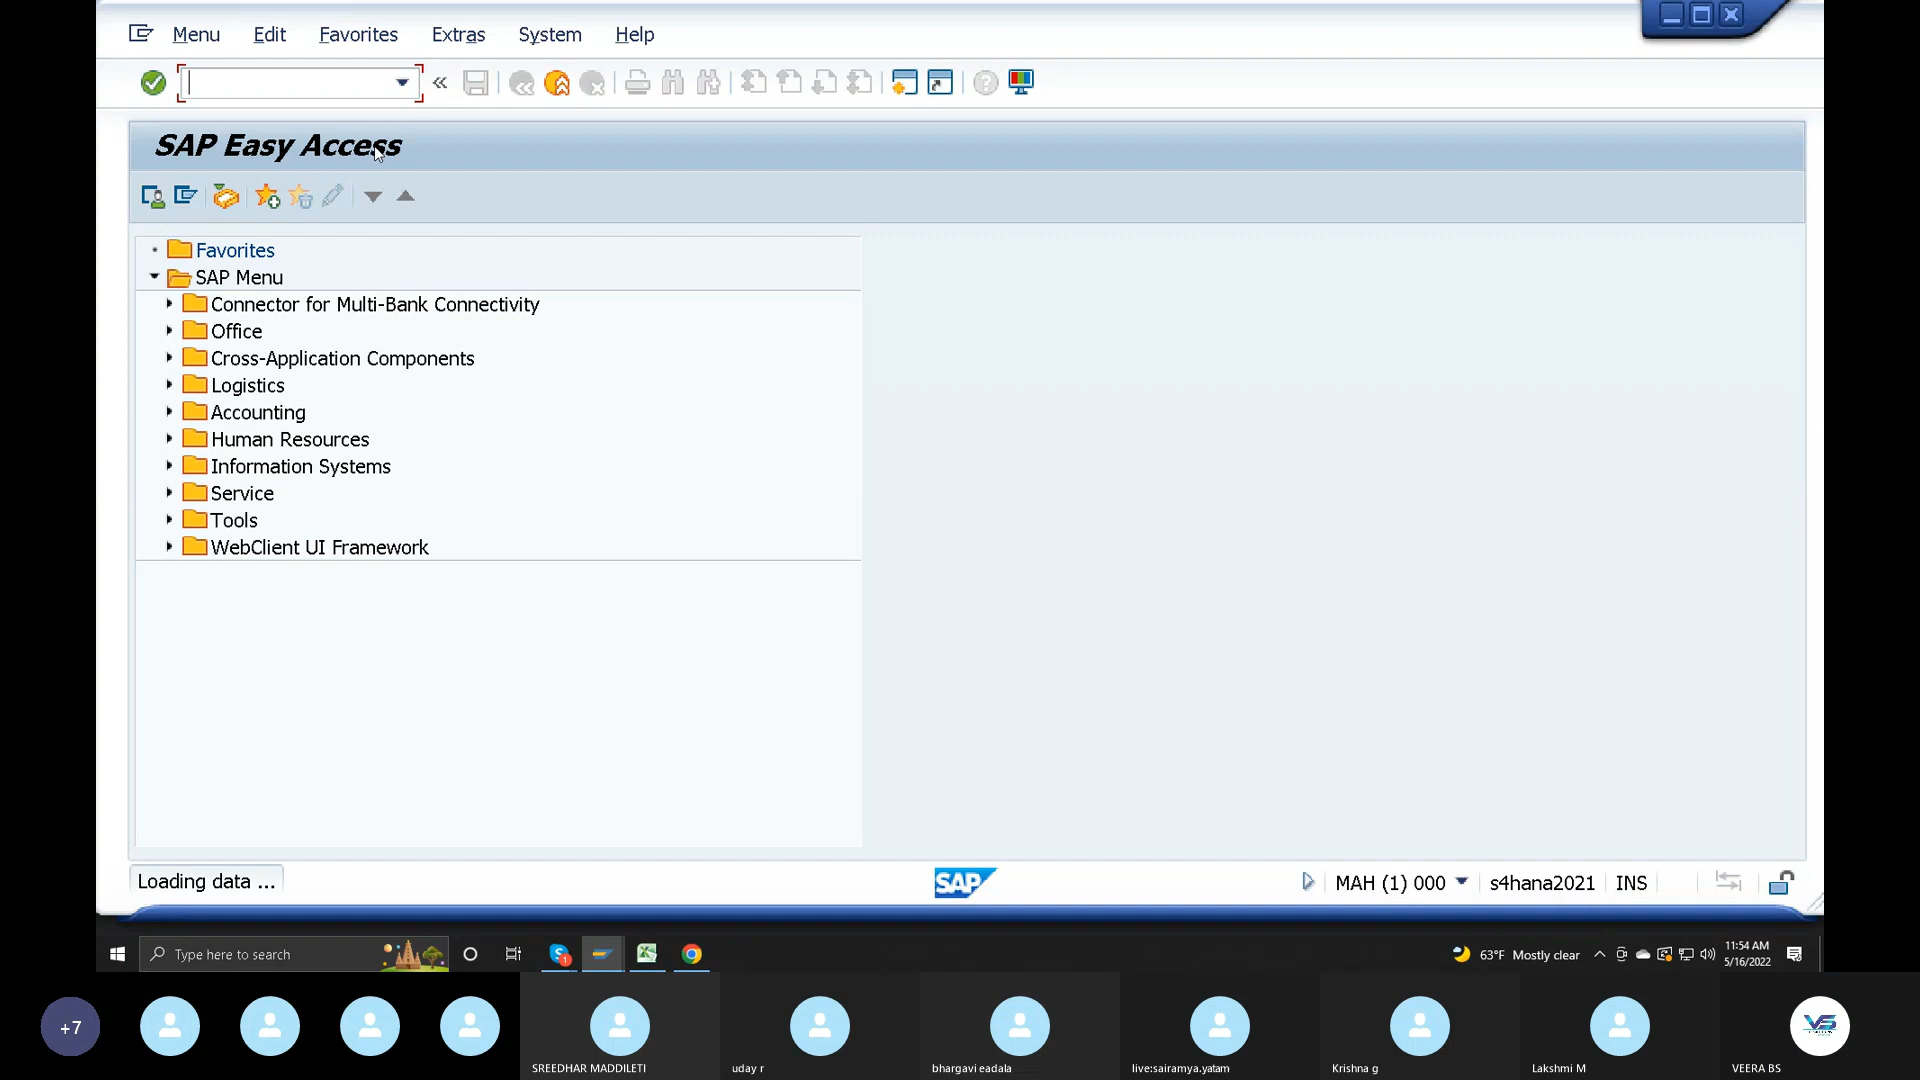 Menu Edit Favorites Extras System Help
SAP Easy Access
Favorites
SAP Menu
Connector for Multi-Bank Connectivity
Office
Cross-Application Components
Logistics
Accounting
Human Resources
Information Systems
Service
Tools
WebClient UI Framework
Loading data ...
SAP
MAH (1) 000
s4hana2021
INS
Type here to search
S 1
63°F Mostly clear
11:54 AM
5/16/2022
+7
VS
SREEDHAR MADDILETI
uday r
bhargavi eadala
live:sairamya.yatam
Krishna g
Lakshmi M
VEERA BS